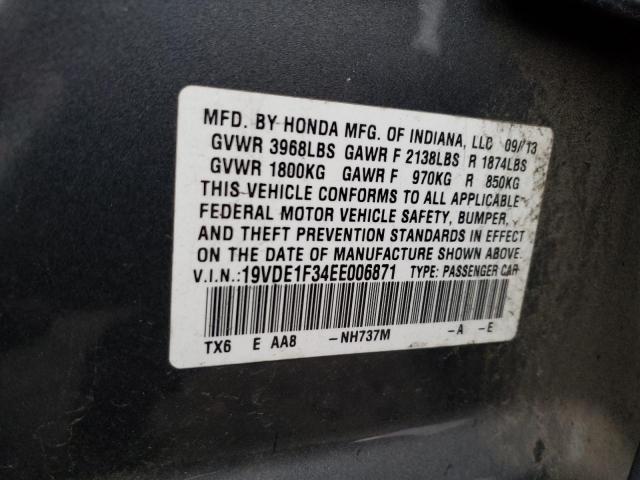 MFD. BY HONDA MFG. OF INDIANA, LLC 09/13
GVWR 3968LBS GAWR F 2138LBS R 1874LBS
GVWR 1800KG GAWR F 970KG R 850KG
THIS VEHICLE CONFORMS TO ALL APPLICABLE
FEDERAL MOTOR VEHICLE SAFETY, BUMPER,
AND THEFT PREVENTION STANDARDS IN EFFECT
ON THE DATE OF MANUFACTURE SHOWN ABOVE.
V.I.N.:19VDE1F34EE006871 TYPE: PASSENGER CAR
TX6 E AA8 -NH737M -A -E